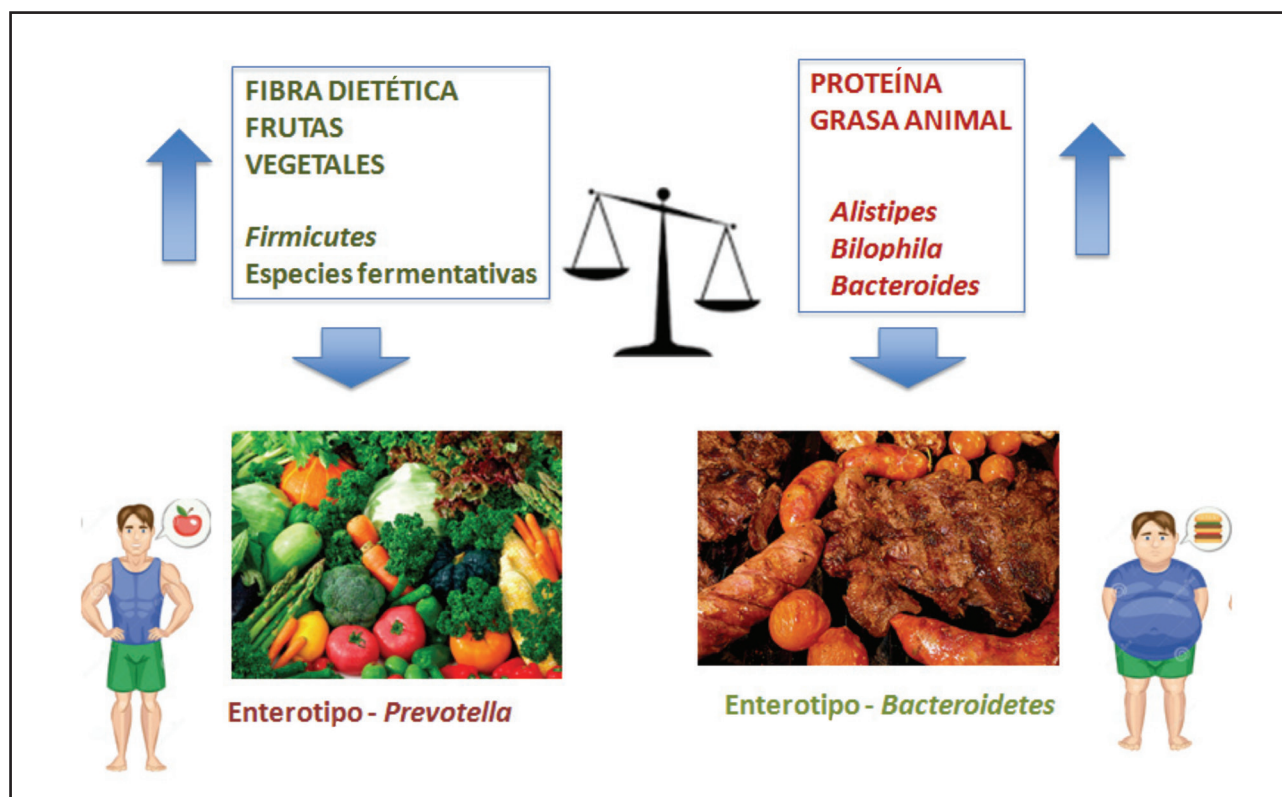 FIBRA DIETÉTICA
FRUTAS
VEGETALES
Firmicutes
Especies fermentativas
PROTEÍNA
GRASA ANIMAL
Alistipes
Bilophila
Bacteroides
Enterotipo - Prevotella
Enterotipo - Bacteroidetes